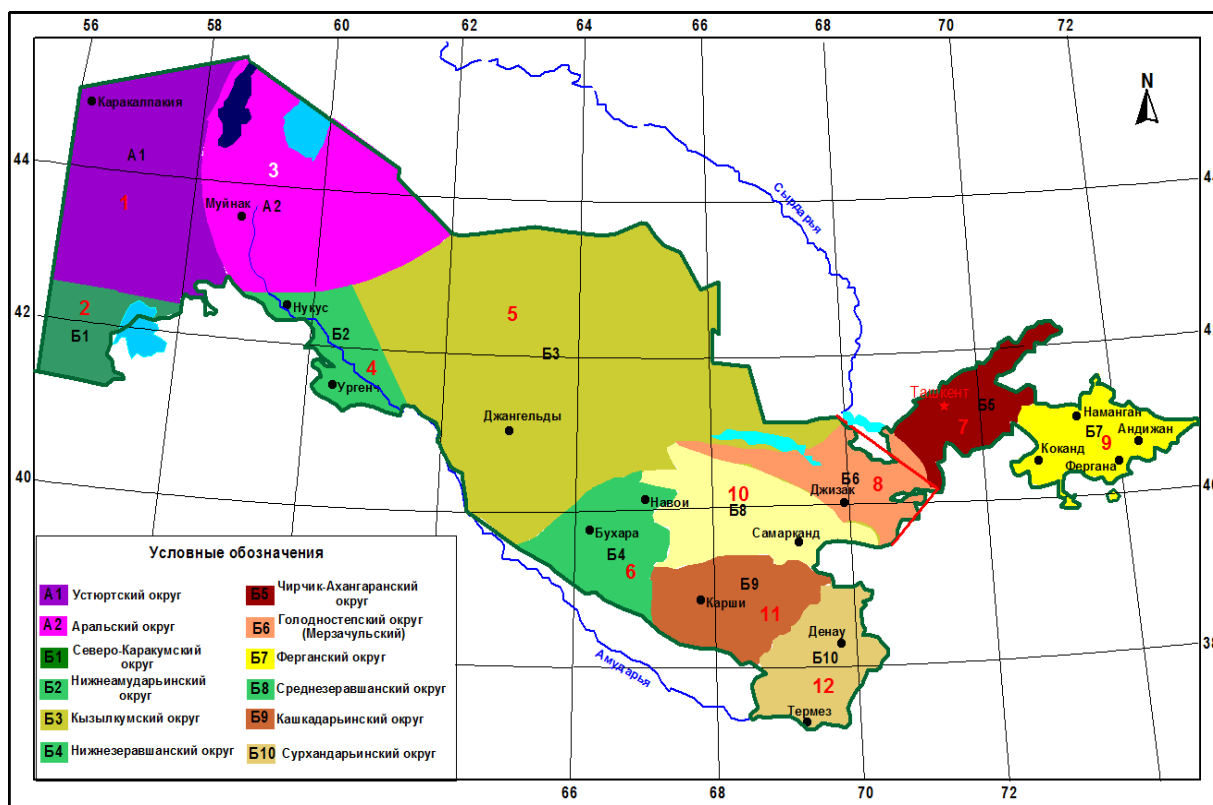 56
58
60
62
64
66
68
70
72
N
44
44
42
42
40
40
38
38
66
68
70
72
Каракалпакия
А1
1
3
Муйнак
А2
Сырдарья
2
Б1
Нукус
Б2
4
Ургенч
5
Б3
Джангельды
Ташкент
Б5
7
Наманган
Б7
Андижан
9
Коканд
Фергана
Б6
8
Джизак
10
Б8
Навои
Самарканд
Бухара
Б4
6
Б9
Карши
11
Денау
Б10
12
Термез
Амударья
Условные обозначения
А1 Устюртский округ
А2 Аральский округ
Б1 Северо-Каракумский
округ
Б2 Нижнеамударьинский
округ
Б3 Кызылкумский округ
Б4 Нижнезеравшанский округ
Б5 Чирчик-Ахангаранский
округ
Б6 Голодностепский округ
(Мерзачульский)
Б7 Ферганский округ
Б8 Среднезеравшанский округ
Б9 Кашкадарьинский округ
Б10 Сурхандарьинский округ